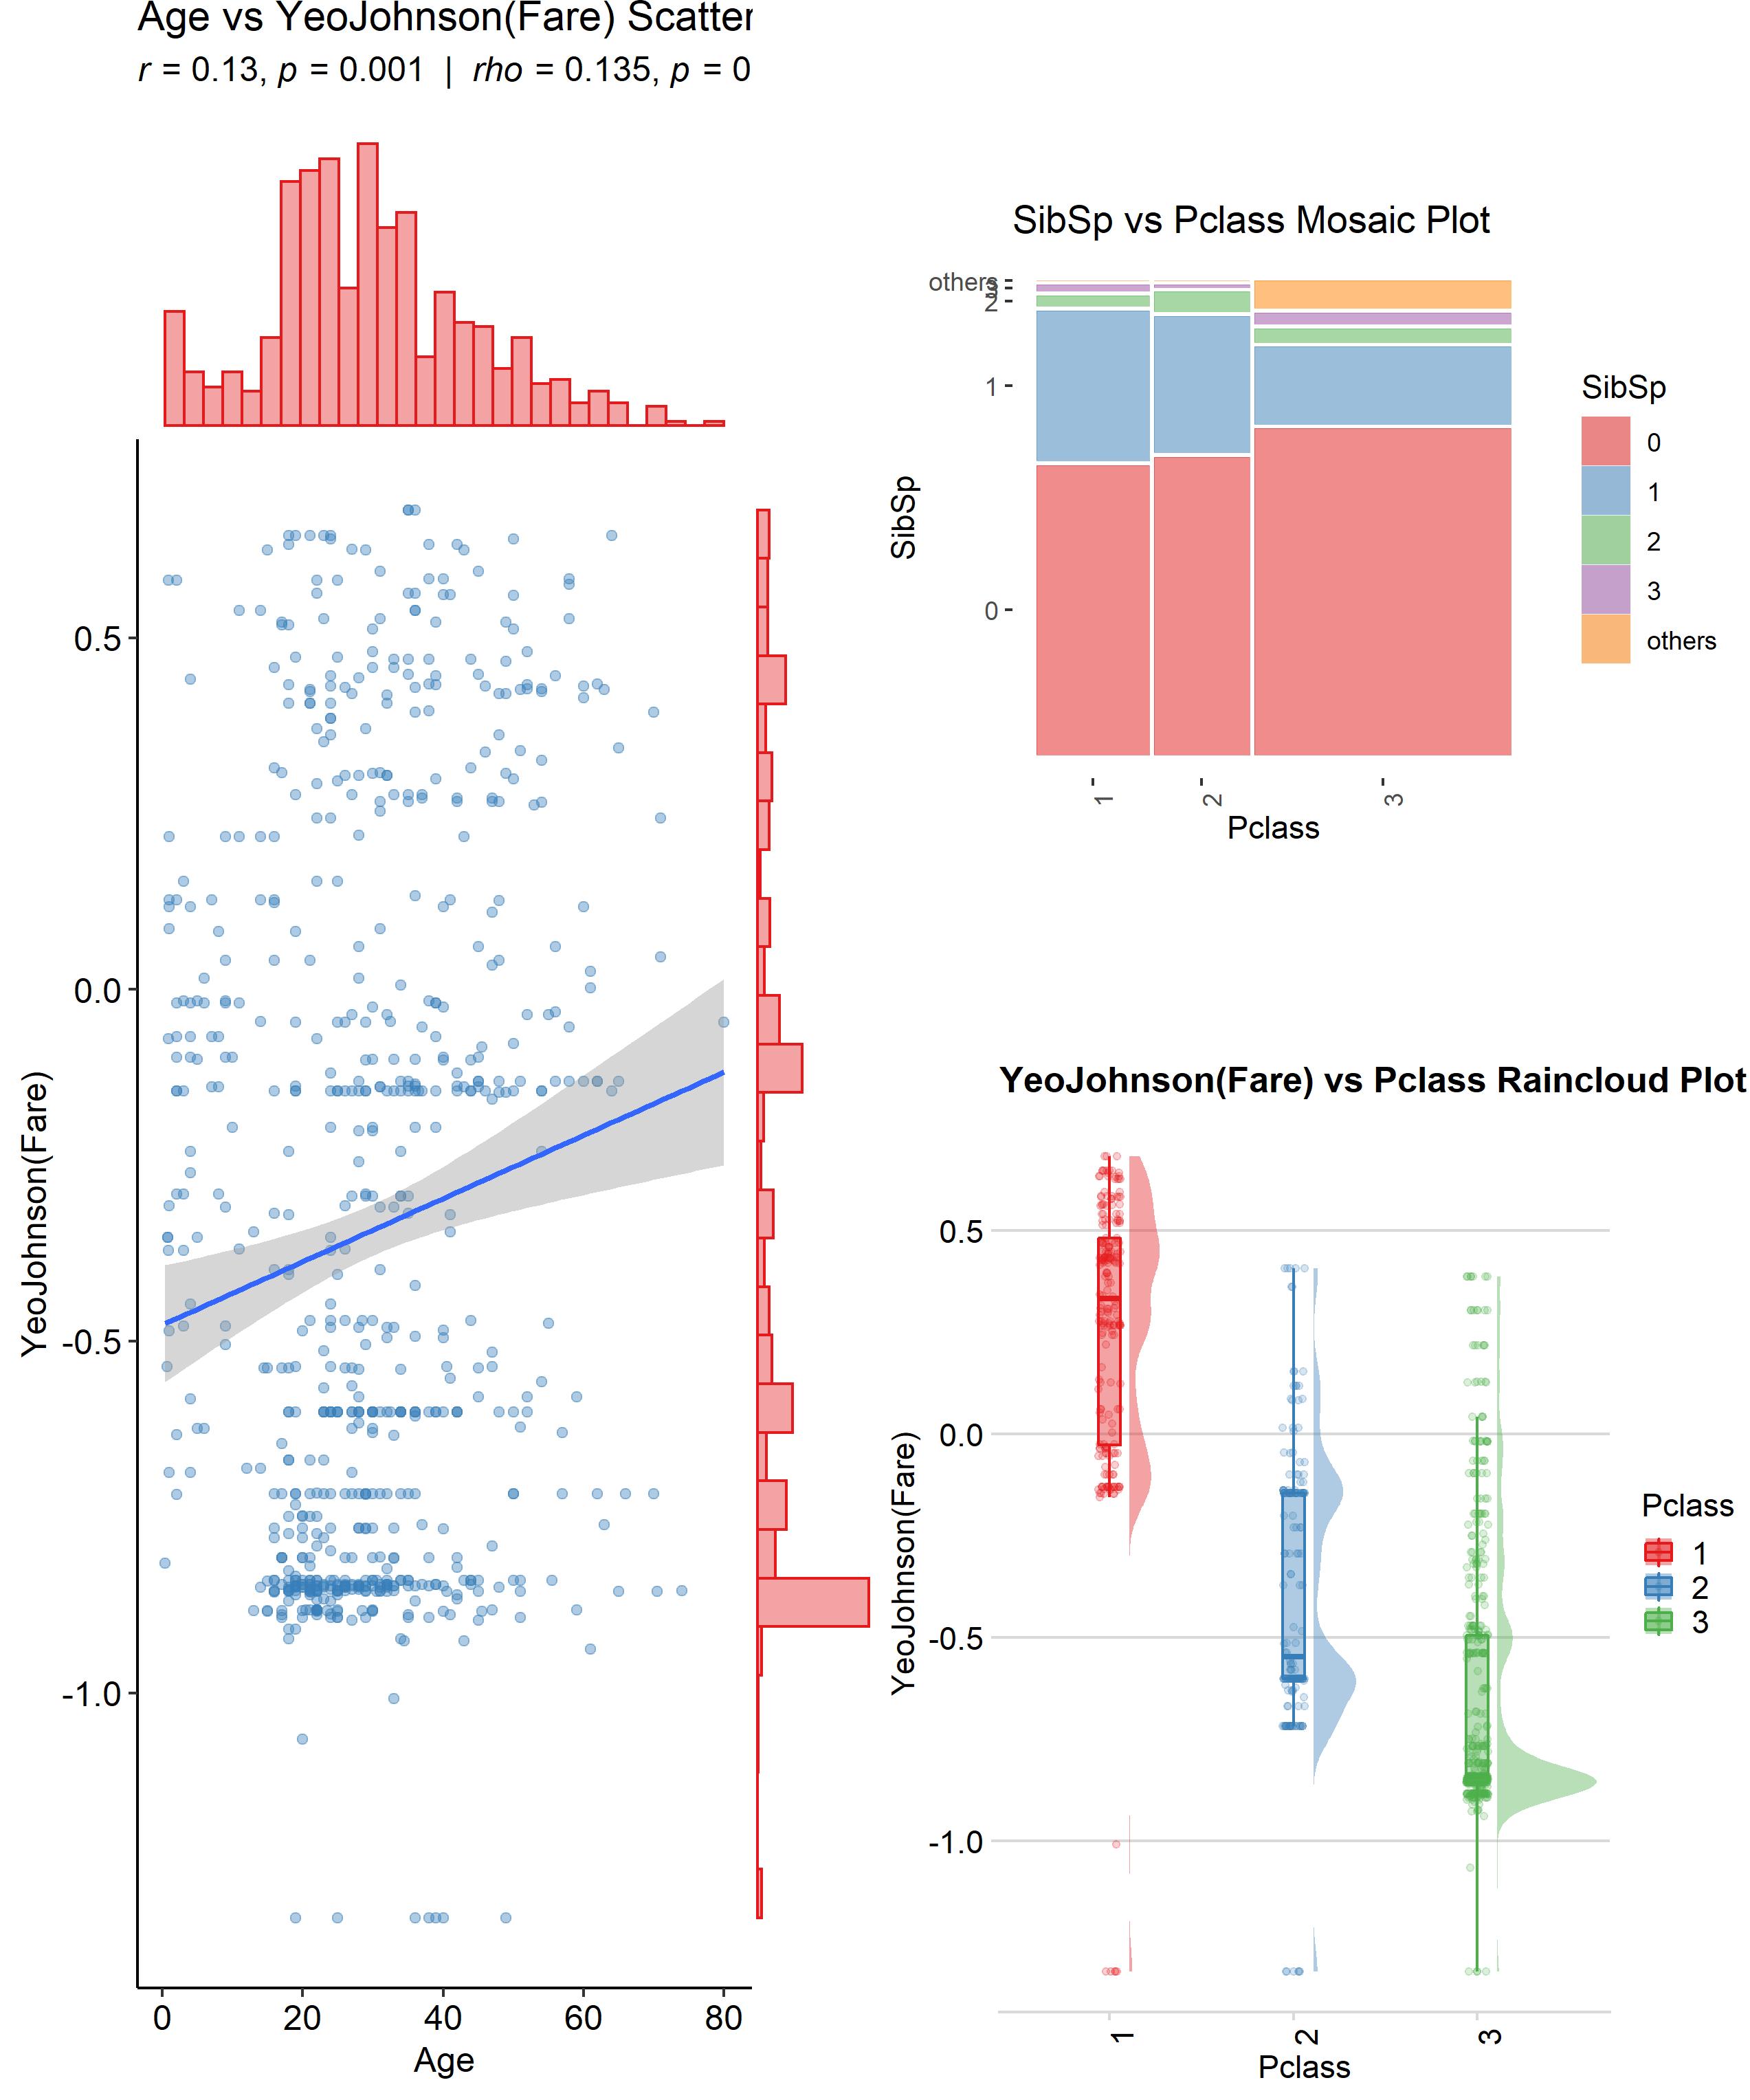 Age vs YeoJohnson(Fare) Scatter
r = 0.13, p = 0.001 | rho = 0.135, p = 0
YeoJohnson(Fare)
0.5
0.0
-0.5
-1.0
0 20 40 60 80
Age
SibSp vs Pclass Mosaic Plot
SibSp
others
3
2
1
0
1 2 3
Pclass
SibSp
0
1
2
3
others
YeoJohnson(Fare) vs Pclass Raincloud Plot
YeoJohnson(Fare)
0.5
0.0
-0.5
-1.0
1 2 3
Pclass
Pclass
1
2
3